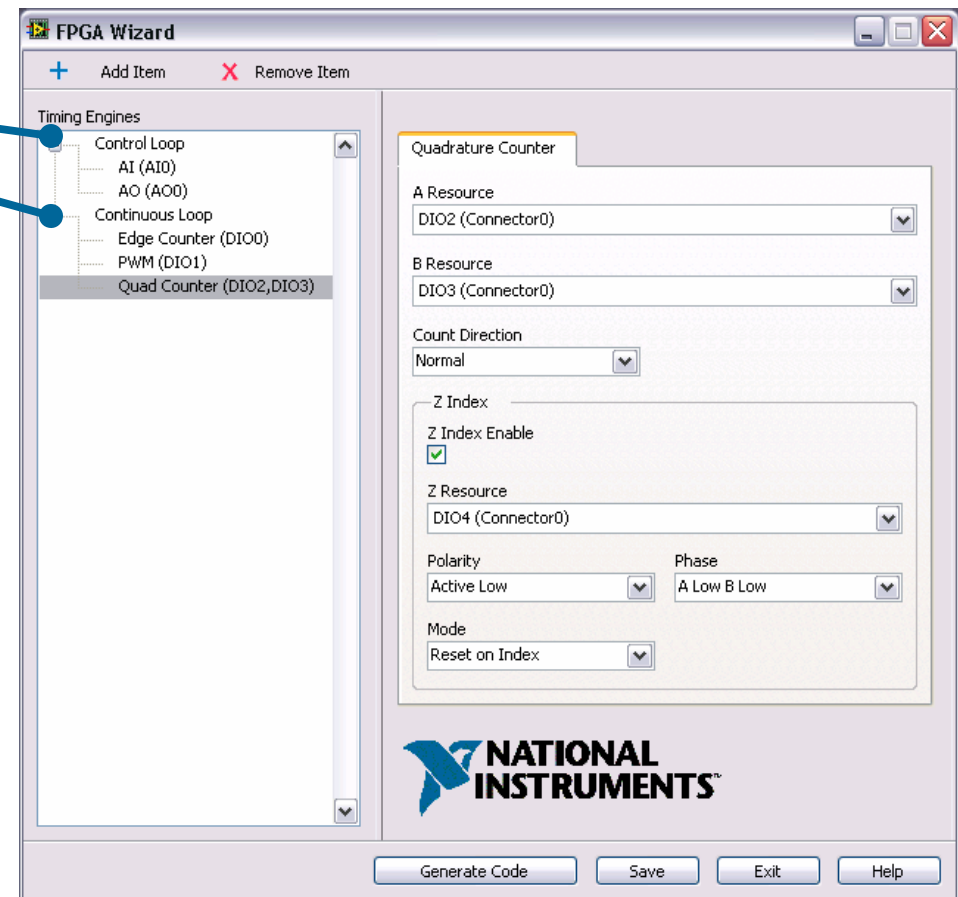 FPGA Wizard
Add Item Remove Item
Timing Engines
Control Loop
AI (AI0)
AO (AO0)
Continuous Loop
Edge Counter (DIO0)
PWM (DIO1)
Quad Counter (DIO2,DIO3)
Quadrature Counter
A Resource
DIO2 (Connector0)
B Resource
DIO3 (Connector0)
Count Direction
Normal
Z Index
Z Index Enable
Z Resource
DIO4 (Connector0)
Polarity Phase
Active Low A Low B Low
Mode
Reset on Index
NATIONAL
INSTRUMENTS™
Generate Code Save Exit Help